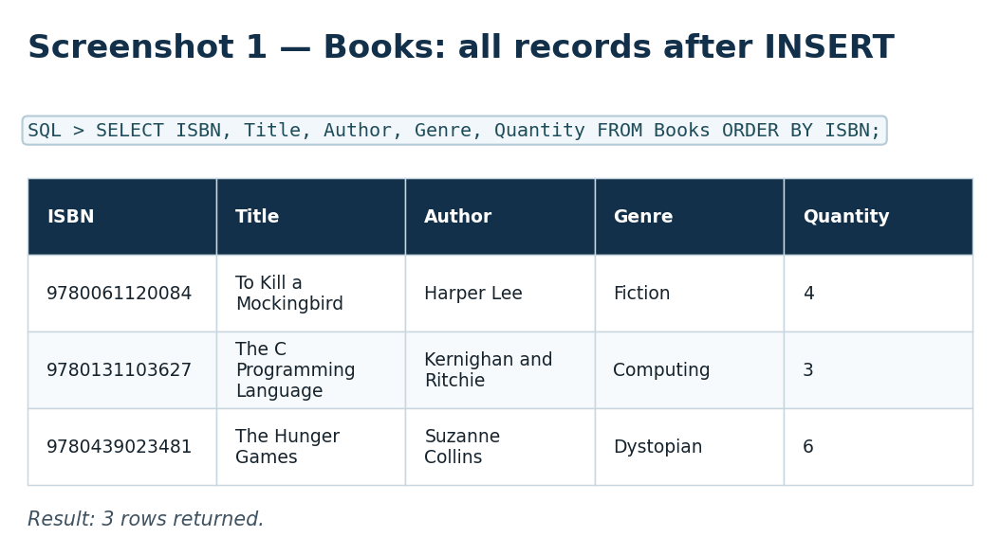 Screenshot 1 — Books: all records after INSERT
SQL > SELECT ISBN, Title, Author, Genre, Quantity FROM Books ORDER BY ISBN;
ISBN Title Author Genre Quantity
9780061120084 To Kill a Mockingbird Harper Lee Fiction 4
9780131103627 The C Programming Language Kernighan and Ritchie Computing 3
9780439023481 The Hunger Games Suzanne Collins Dystopian 6
Result: 3 rows returned.